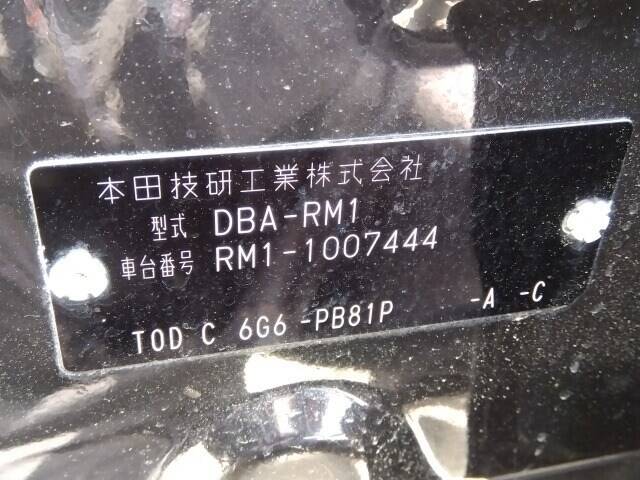 本田技研工業株式会社
型式 DBA-RM1
車台番号 RM1-1007444
TOD C 6G6 -PB81P -A -C